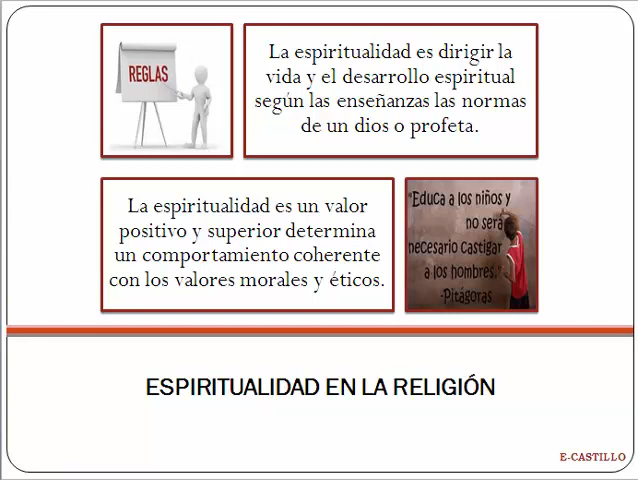 REGLAS
La espiritualidad es dirigir la
vida y el desarrollo espiritual
según las enseñanzas las normas
de un dios o profeta.
La espiritualidad es un valor
positivo y superior determina
un comportamiento coherente
con los valores morales y éticos.
"Educa a los niños y
no será
necesario castigar
a los hombres."
-Pitágoras
ESPIRITUALIDAD EN LA RELIGIÓN
E-CASTILLO